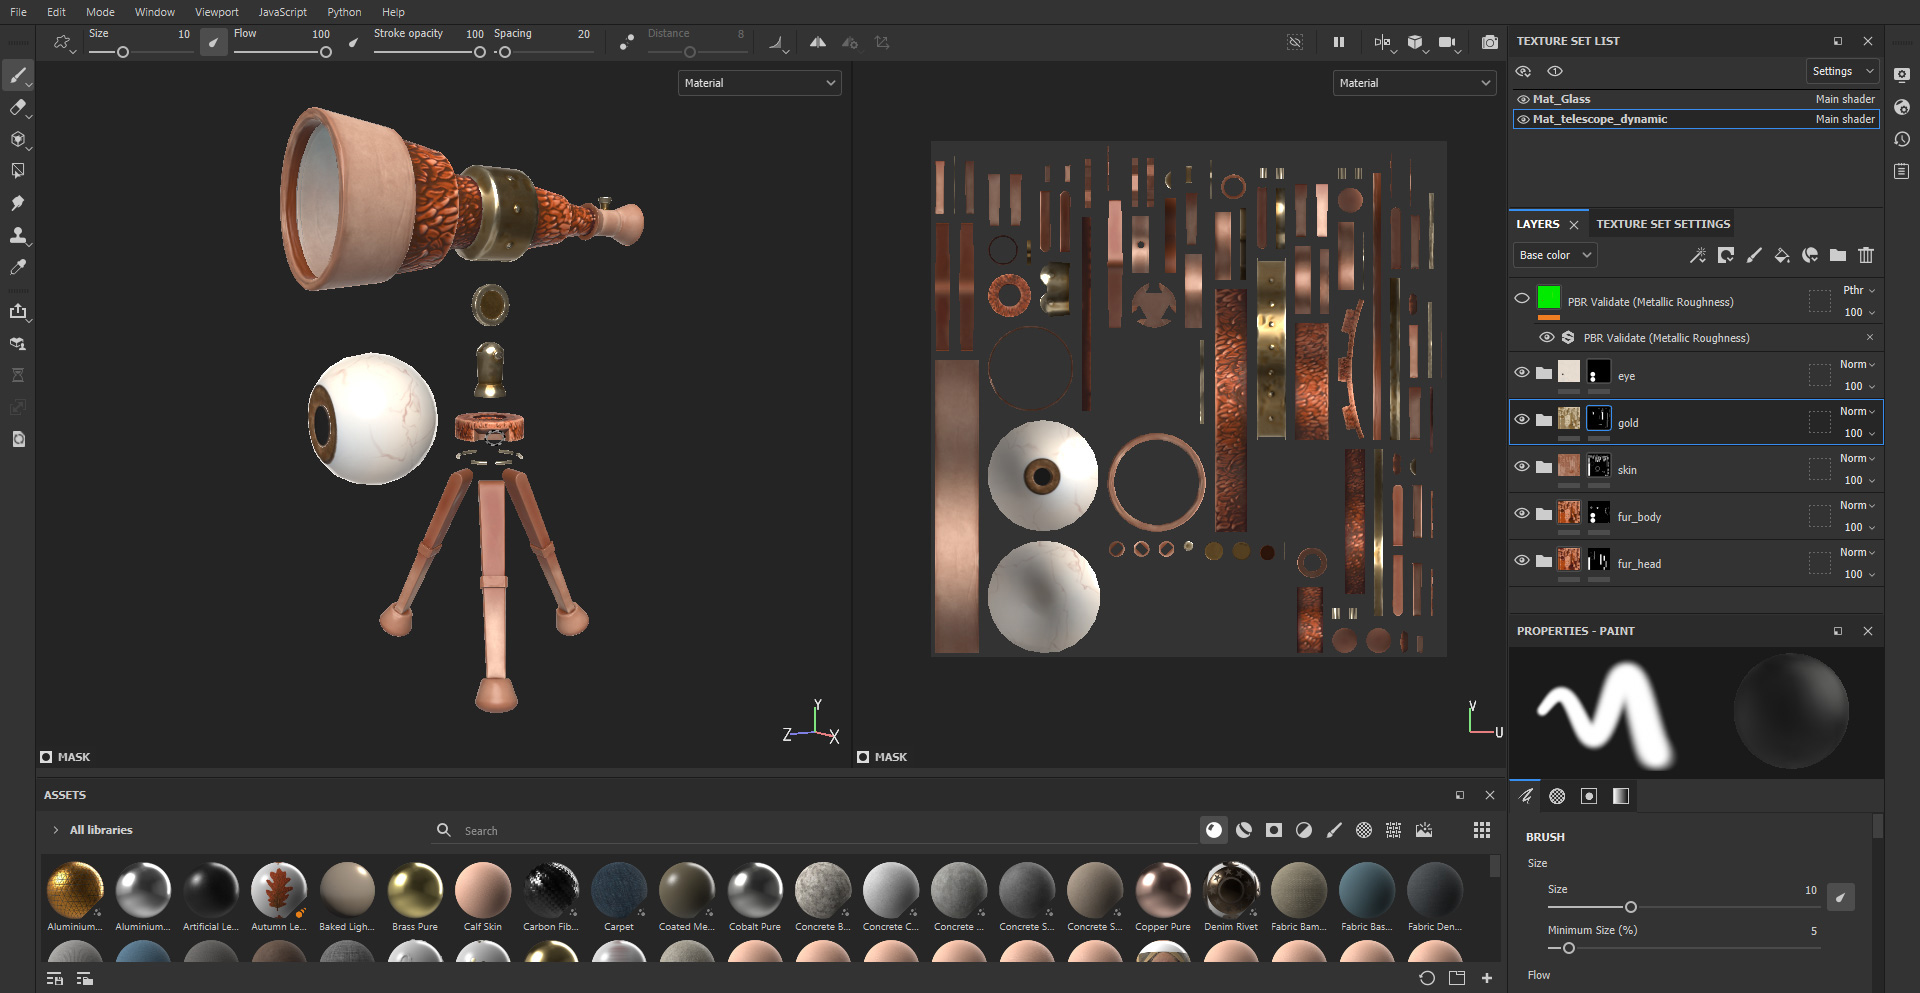 File Edit Mode Window Viewport JavaScript Python Help
Size 10 Flow 100 Stroke opacity 100 Spacing 20 Distance 8
Material
Material
Y
Z
X
V
U
MASK
MASK
TEXTURE SET LIST
Settings
Mat_Glass Main shader
Mat_telescope_dynamic Main shader
LAYERS TEXTURE SET SETTINGS
Base color
PBR Validate (Metallic Roughness) Pthr
100
PBR Validate (Metallic Roughness)
eye Norm
100
gold Norm
100
skin Norm
100
fur_body Norm
100
fur_head Norm
100
PROPERTIES - PAINT
BRUSH
Size
Size 10
Minimum Size (%) 5
Flow
ASSETS
All libraries
Search
Aluminium... Aluminium... Artificial Le... Autumn Le... Baked Ligh... Brass Pure Calf Skin Carbon Fib... Carpet Coated Me... Cobalt Pure Concrete B... Concrete C... Concrete ... Concrete S... Concrete S... Copper Pure Denim Rivet Fabric Bam... Fabric Bas... Fabric Den...